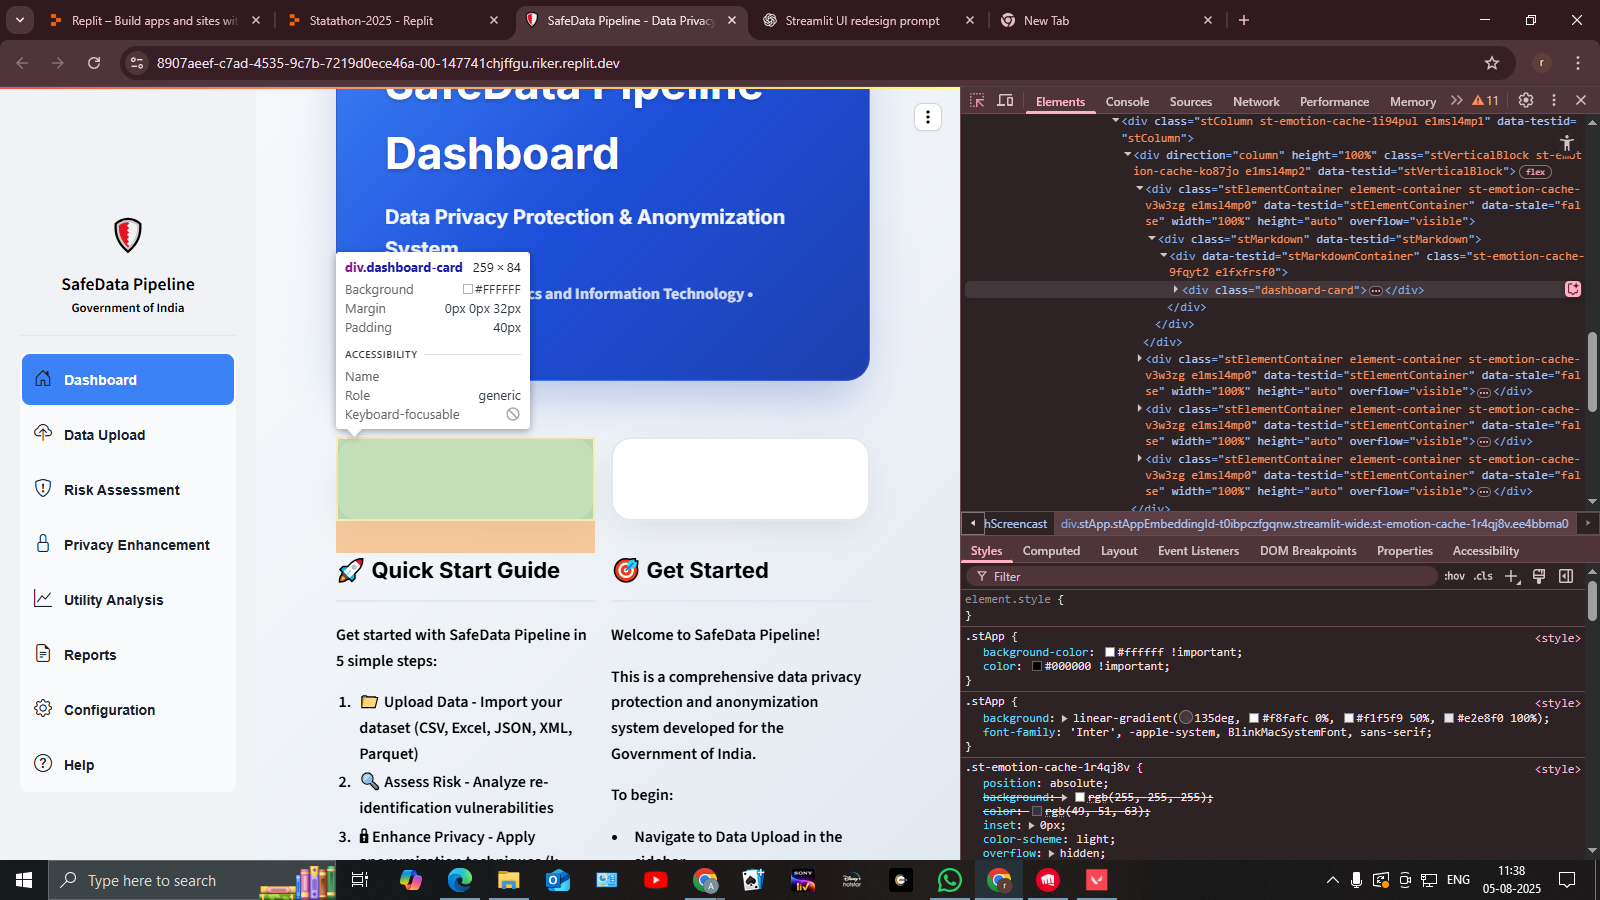 Replit – Build apps and sites wit
Statathon-2025 - Replit
SafeData Pipeline - Data Privac
Streamlit UI redesign prompt
New Tab
8907aeef-c7ad-4535-9c7b-7219d0ece46a-00-147741chjffgu.riker.replit.dev
r
SafeData Pipeline
Government of India
Dashboard
Data Upload
Risk Assessment
Privacy Enhancement
Utility Analysis
Reports
Configuration
Help
SafeData Pipeline
Dashboard
Data Privacy Protection & Anonymization
System
cs and Information Technology •
div.dashboard-card 259 × 84
Background #FFFFFF
Margin 0px 0px 32px
Padding 40px
ACCESSIBILITY
Name
Role generic
Keyboard-focusable
🚀 Quick Start Guide
Get started with SafeData Pipeline in
5 simple steps:
1. 📁 Upload Data - Import your
dataset (CSV, Excel, JSON, XML,
Parquet)
2. 🔍 Assess Risk - Analyze re-
identification vulnerabilities
3. 🔒 Enhance Privacy - Apply
anonymization techniques (k-
🎯 Get Started
Welcome to SafeData Pipeline!
This is a comprehensive data privacy
protection and anonymization
system developed for the
Government of India.
To begin:
• Navigate to Data Upload in the
sidebar
Elements Console Sources Network Performance Memory 11
<div class="stColumn st-emotion-cache-1i94pul e1msl4mp1" data-testid=
"stColumn">
<div direction="column" height="100%" class="stVerticalBlock st-emot
ion-cache-ko87jo e1msl4mp2" data-testid="stVerticalBlock"> flex
<div class="stElementContainer element-container st-emotion-cache-
v3w3zg e1msl4mp0" data-testid="stElementContainer" data-stale="fal
se" width="100%" height="auto" overflow="visible">
<div class="stMarkdown" data-testid="stMarkdown">
<div data-testid="stMarkdownContainer" class="st-emotion-cache-
9fqyt2 e1fxfrsf0">
<div class="dashboard-card"> … </div>
</div>
</div>
</div>
<div class="stElementContainer element-container st-emotion-cache-
v3w3zg e1msl4mp0" data-testid="stElementContainer" data-stale="fal
se" width="100%" height="auto" overflow="visible"> … </div>
<div class="stElementContainer element-container st-emotion-cache-
v3w3zg e1msl4mp0" data-testid="stElementContainer" data-stale="fal
se" width="100%" height="auto" overflow="visible"> … </div>
<div class="stElementContainer element-container st-emotion-cache-
v3w3zg e1msl4mp0" data-testid="stElementContainer" data-stale="fal
se" width="100%" height="auto" overflow="visible"> … </div>
</div>
hScreencast div.stApp.stAppEmbeddingId-t0ibpczfgqnw.streamlit-wide.st-emotion-cache-1r4qj8v.ee4bbma0
Styles Computed Layout Event Listeners DOM Breakpoints Properties Accessibility
Filter :hov .cls
element.style {
}
.stApp { <style>
background-color: #ffffff !important;
color: #000000 !important;
}
.stApp { <style>
background: linear-gradient(135deg, #f8fafc 0%, #f1f5f9 50%, #e2e8f0 100%);
font-family: 'Inter', -apple-system, BlinkMacSystemFont, sans-serif;
}
.st-emotion-cache-1r4qj8v { <style>
position: absolute;
background: rgb(255, 255, 255);
color: rgb(49, 51, 63);
inset: 0px;
color-scheme: light;
overflow: hidden;
Type here to search
ENG
11:38
05-08-2025